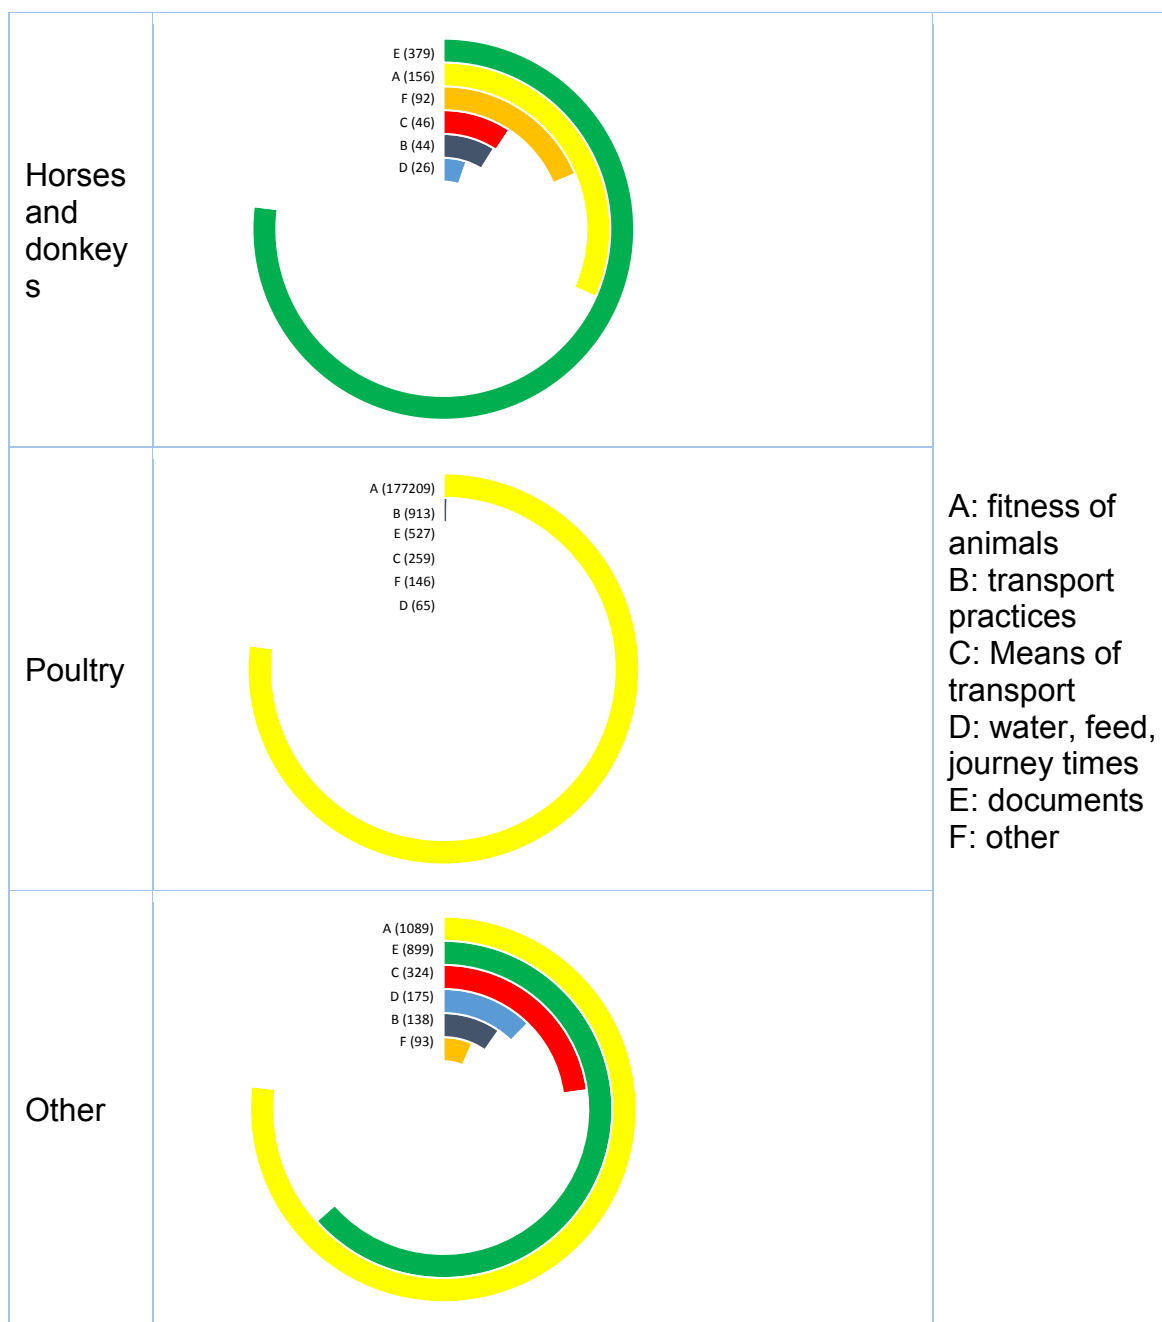 Horses
and
donkey
s
E (379)
A (156)
F (92)
C (46)
B (44)
D (26)
Poultry
A (177209)
B (913)
E (527)
C (259)
F (146)
D (65)
Other
A (1089)
E (899)
C (324)
D (175)
B (138)
F (93)
A: fitness of
animals
B: transport
practices
C: Means of
transport
D: water, feed,
journey times
E: documents
F: other